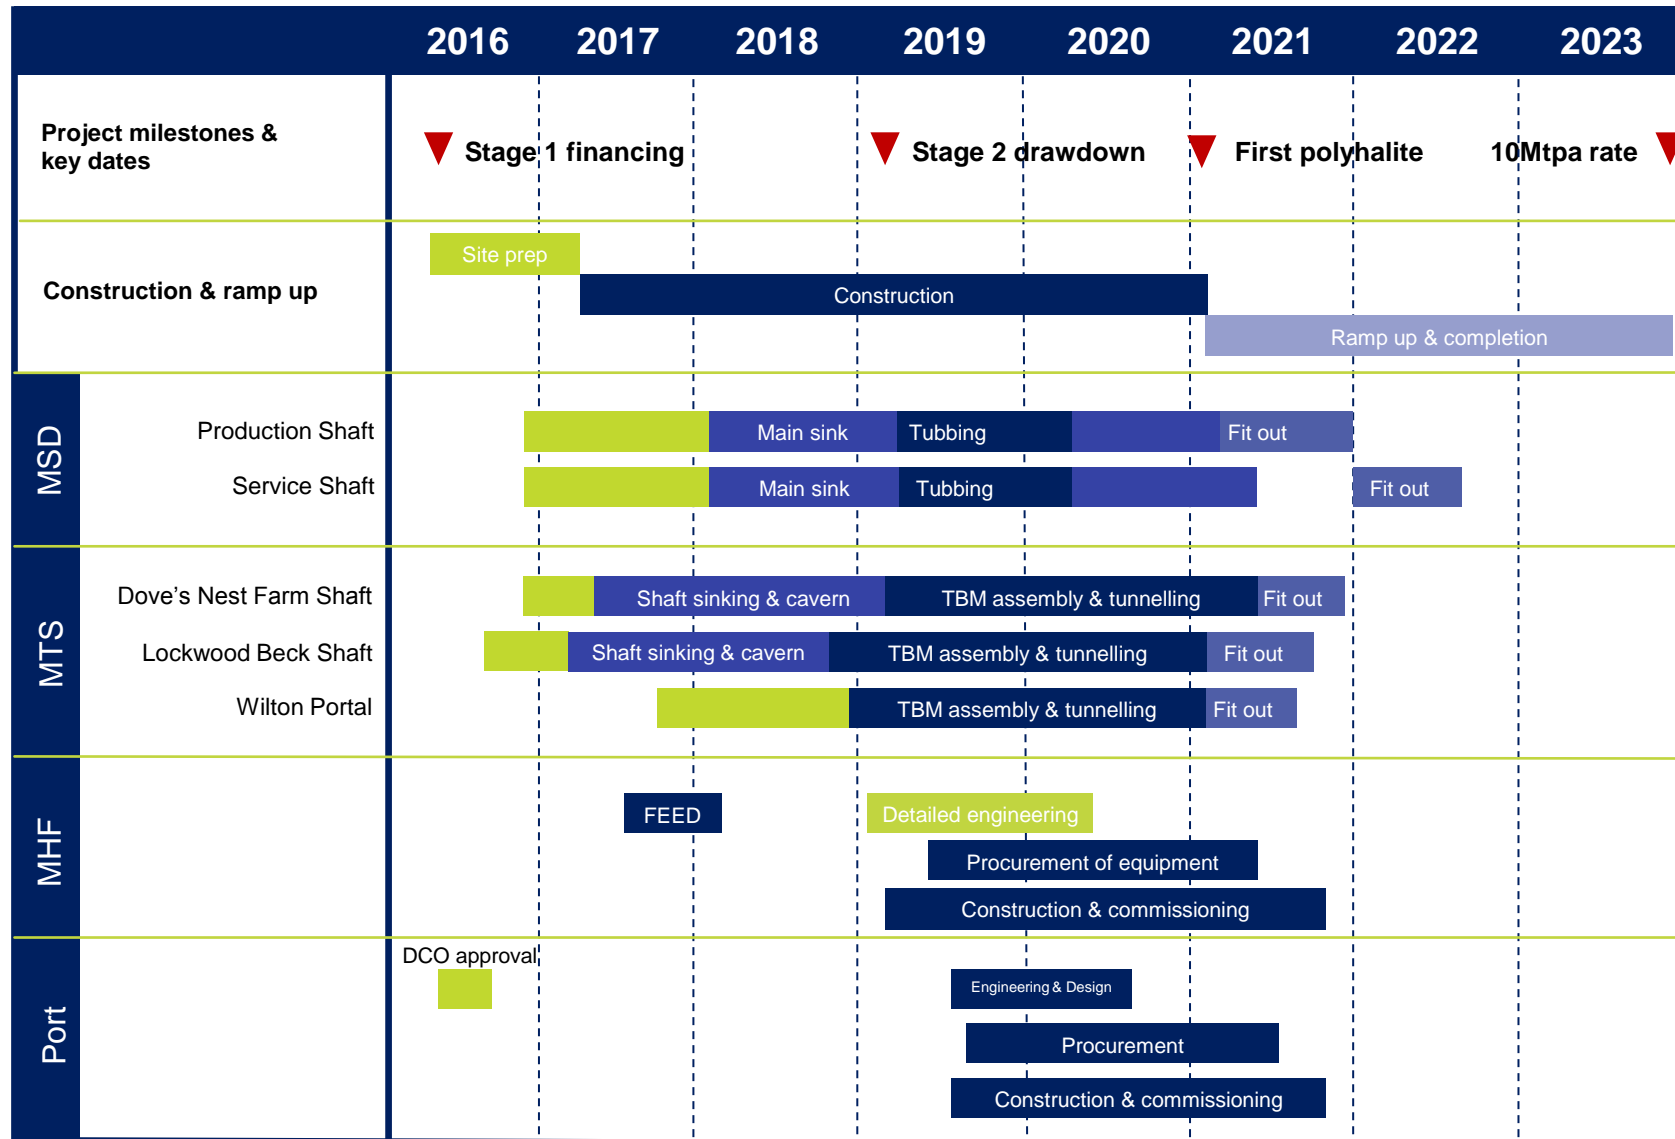 2016 2017 2018 2019 2020 2021 2022 2023
Project milestones &
key dates
Stage 1 financing Stage 2 drawdown First polyhalite 10Mtpa rate
Site prep
Construction & ramp up
Construction
Ramp up & completion
MSD
Production Shaft Main sink Tubbing Fit out
Service Shaft Main sink Tubbing Fit out
MTS
Dove’s Nest Farm Shaft Shaft sinking & cavern TBM assembly & tunnelling Fit out
Lockwood Beck Shaft Shaft sinking & cavern TBM assembly & tunnelling Fit out
Wilton Portal TBM assembly & tunnelling Fit out
MHF
FEED Detailed engineering
Procurement of equipment
Construction & commissioning
Port
DCO approval
Engineering & Design
Procurement
Construction & commissioning